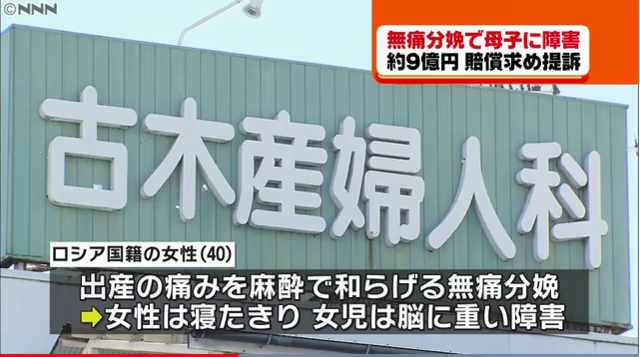 ©NNN
無痛分娩で母子に障害
約9億円 賠償求め提訴
古木産婦人科
ロシア国籍の女性(40)
出産の痛みを麻酔で和らげる無痛分娩
➡女性は寝たきり 女児は脳に重い障害